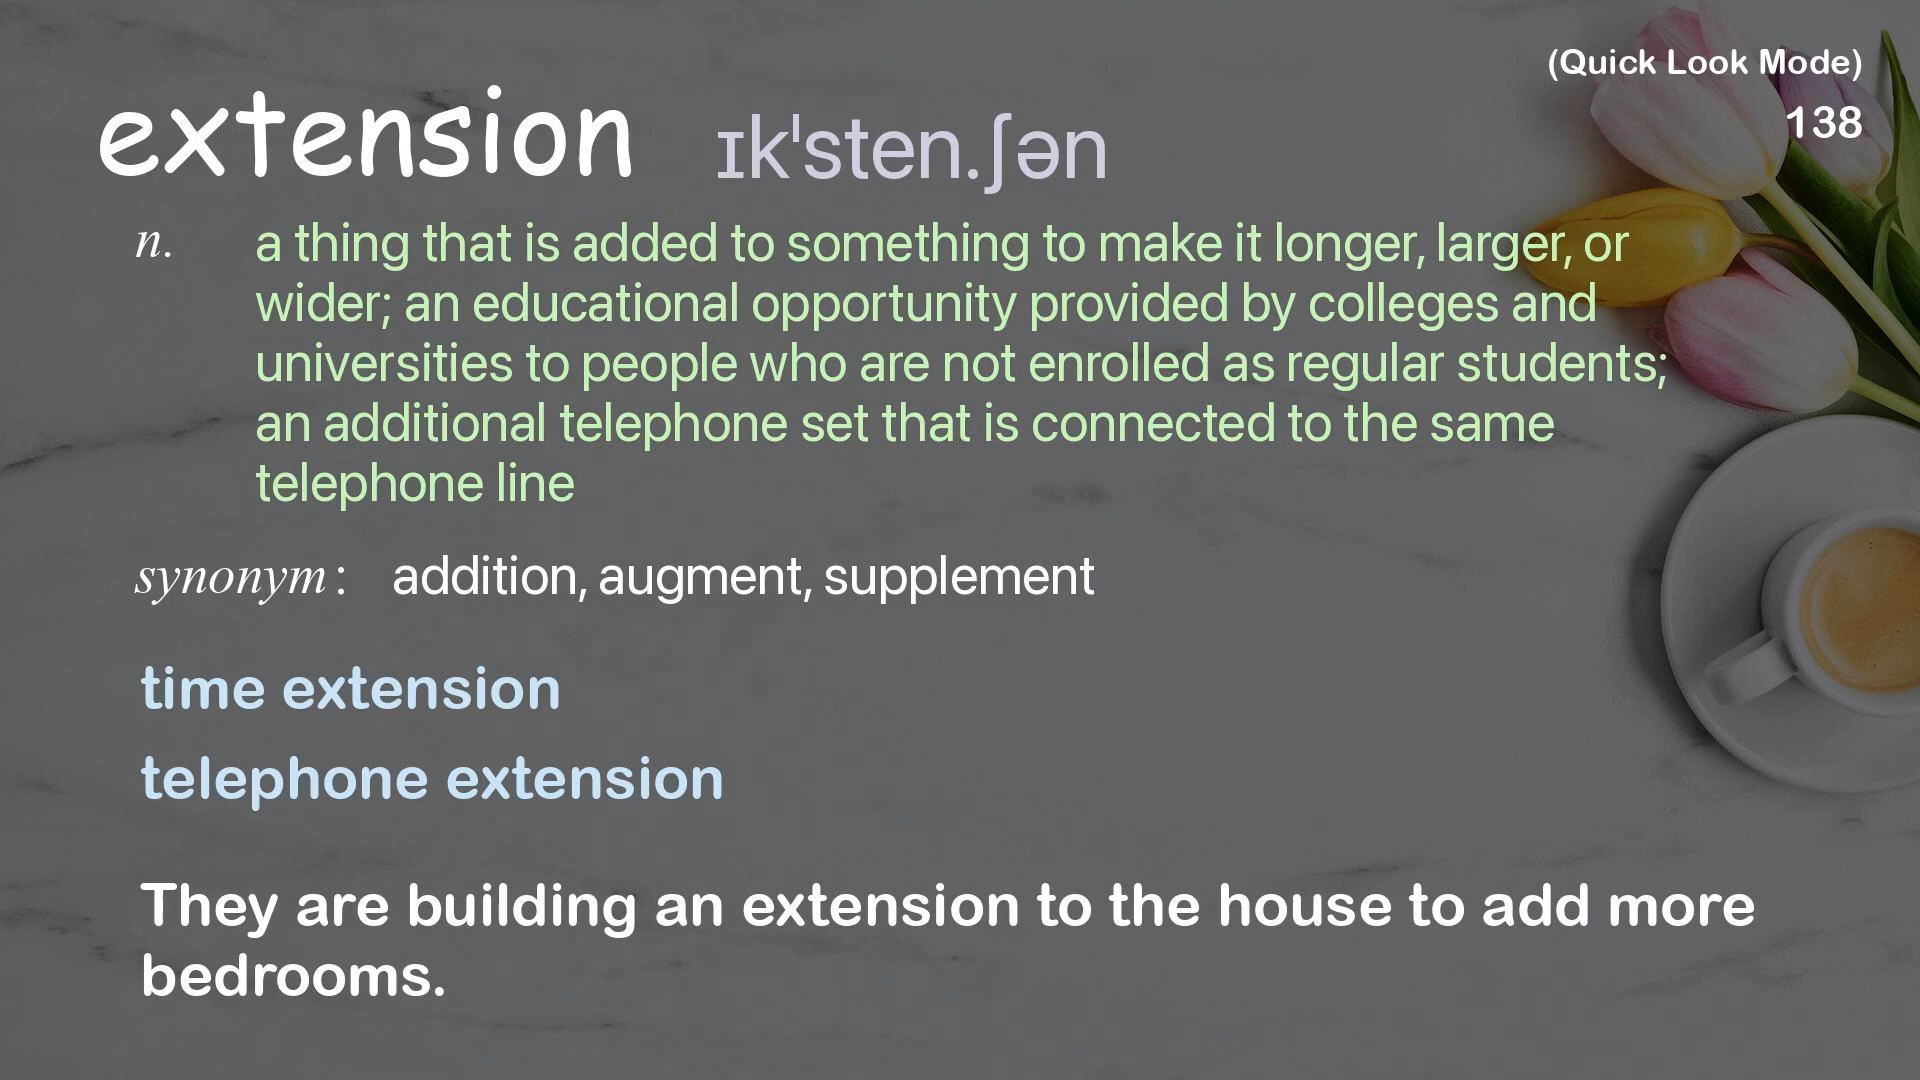 (Quick Look Mode)
138
extension ɪk'sten.ʃən
n. a thing that is added to something to make it longer, larger, or
wider; an educational opportunity provided by colleges and
universities to people who are not enrolled as regular students;
an additional telephone set that is connected to the same
telephone line
synonym: addition, augment, supplement
time extension
telephone extension
They are building an extension to the house to add more
bedrooms.